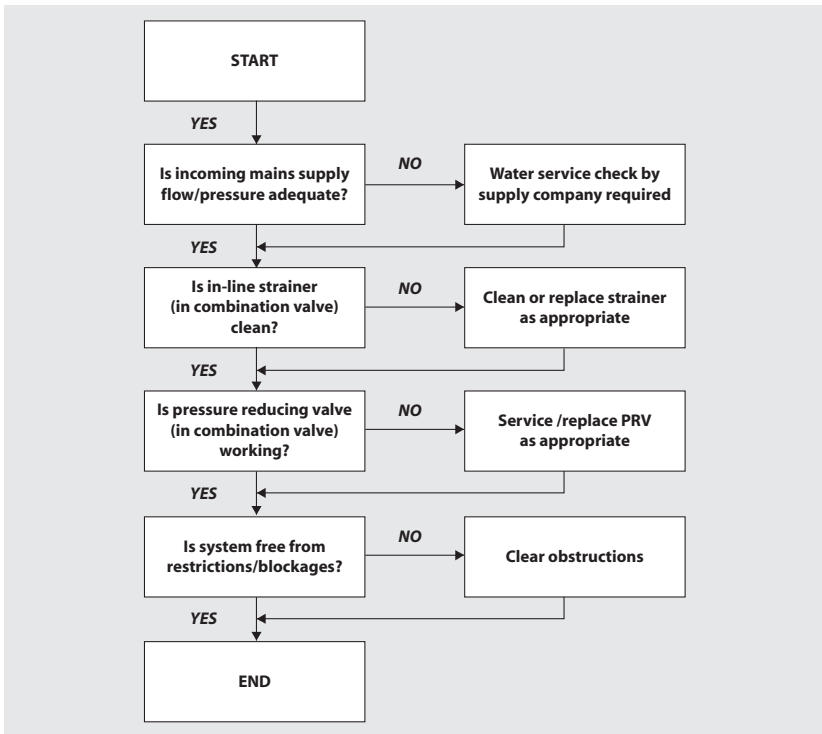 START
YES
Is incoming mains supply
flow/pressure adequate?
NO
Water service check by
supply company required
YES
Is in-line strainer
(in combination valve)
clean?
NO
Clean or replace strainer
as appropriate
YES
Is pressure reducing valve
(in combination valve)
working?
NO
Service /replace PRV
as appropriate
YES
Is system free from
restrictions/blockages?
NO
Clear obstructions
YES
END